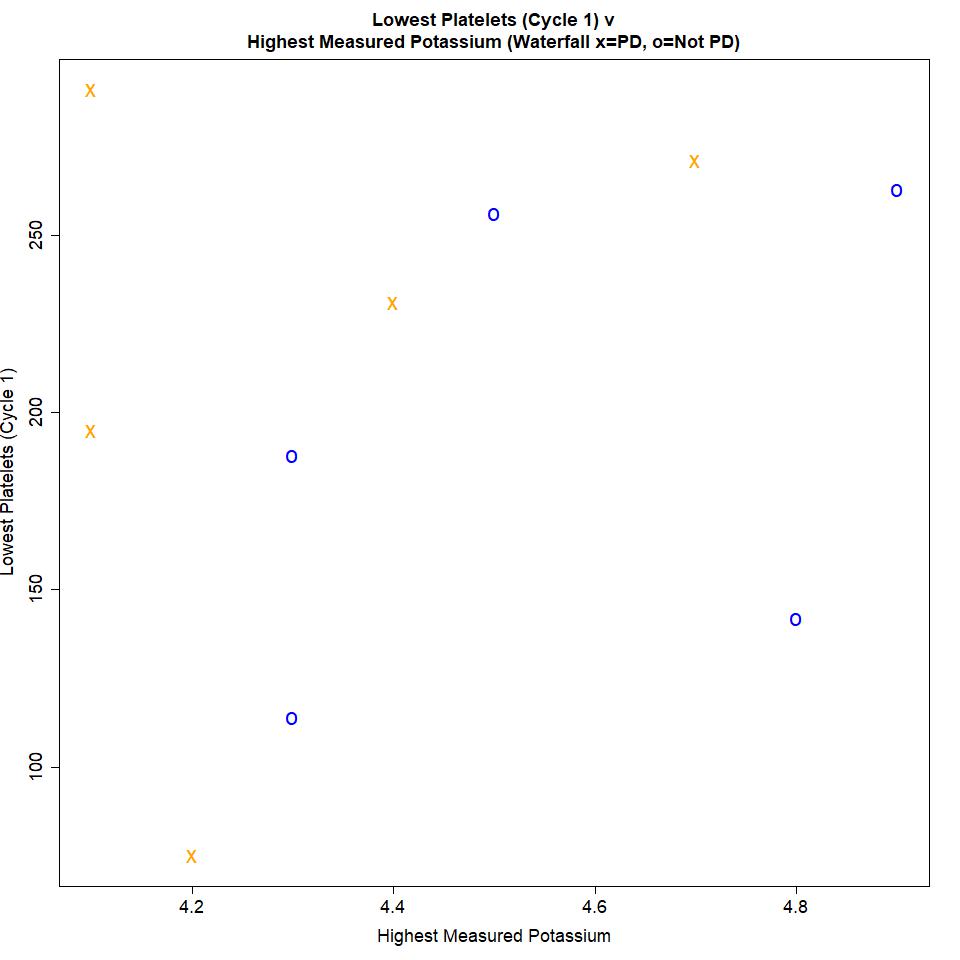 Lowest Platelets (Cycle 1) v
Highest Measured Potassium (Waterfall x=PD, o=Not PD)
Lowest Platelets (Cycle 1)
250
200
150
100
x
x
o
o
x
x
o
o
o
x
4.2
4.4
4.6
4.8
Highest Measured Potassium